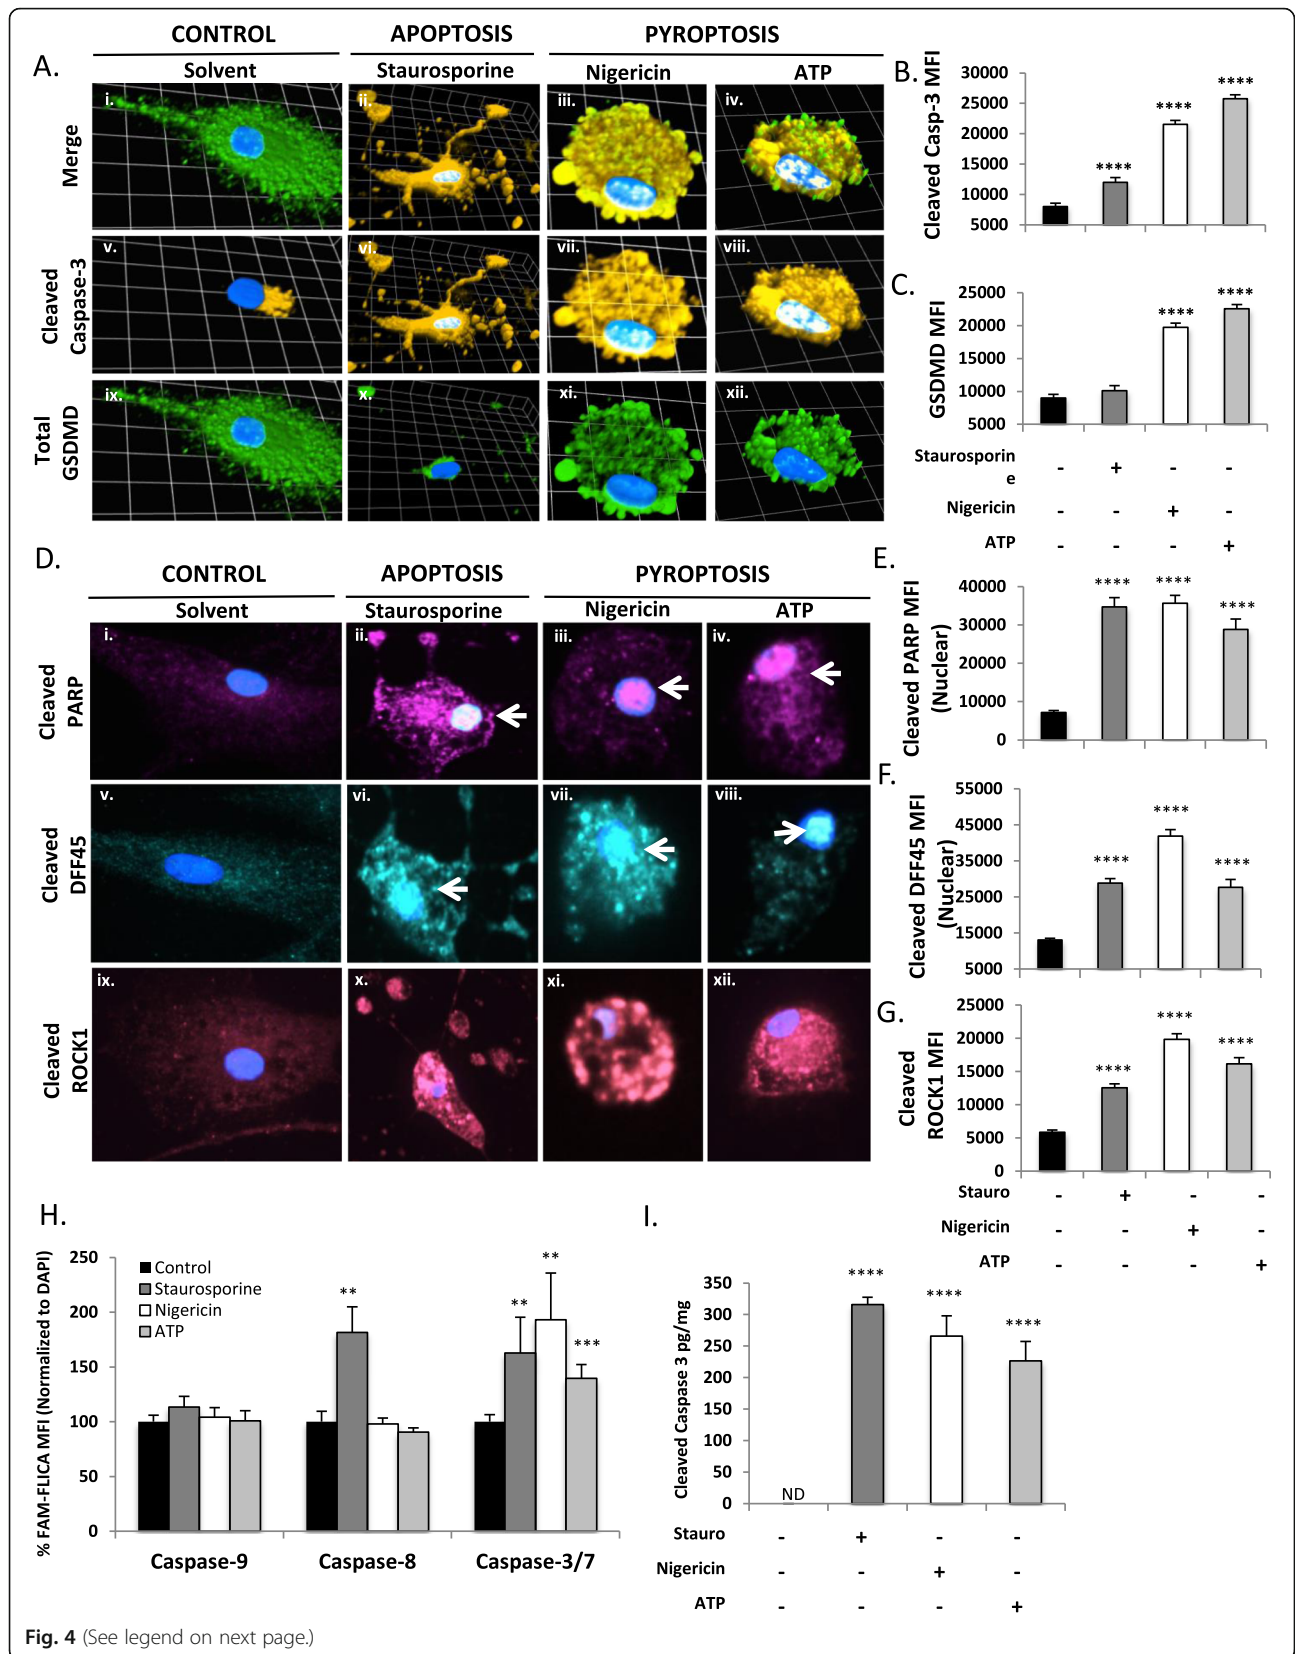 A.
CONTROL APOPTOSIS PYROPTOSIS
Solvent Staurosporine Nigericin ATP
Merge
i. ii. iii. iv.
Cleaved
Caspase-3
v. vi. vii. viii.
Total
GSDMD
ix. x. xi. xii.
B.
Cleaved Casp-3 MFI
30000
25000
20000
15000
10000
5000
**** **** ****
C.
GSDMD MFI
25000
20000
15000
10000
5000
**** ****
Staurosporin
e
- + - -
Nigericin - - + -
ATP - - - +
D.
CONTROL APOPTOSIS PYROPTOSIS
Solvent Staurosporine Nigericin ATP
Cleaved
PARP
i. ii. iii. iv.
Cleaved
DFF45
v. vi. vii. viii.
Cleaved
ROCK1
ix. x. xi. xii.
E.
Cleaved PARP MFI
(Nuclear)
40000
30000
20000
10000
0
**** **** ****
F.
Cleaved DFF45 MFI
(Nuclear)
55000
45000
35000
25000
15000
5000
**** **** ****
G.
Cleaved
ROCK1 MFI
25000
20000
15000
10000
5000
0
**** **** ****
Stauro - + - -
Nigericin - - + -
ATP - - - +
H.
% FAM-FLICA MFI (Normalized to DAPI)
250
200
150
100
50
0
Control
Staurosporine
Nigericin
ATP
** ** ** ***
Caspase-9 Caspase-8 Caspase-3/7
I.
Cleaved Caspase 3 pg/mg
350
300
250
200
150
100
50
0
ND **** **** ****
Stauro - + - -
Nigericin - - + -
ATP - - - +
Fig. 4 (See legend on next page.)